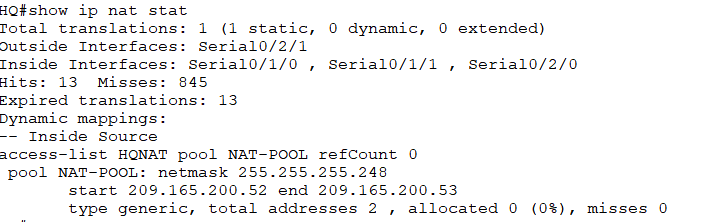 HQ#show ip nat stat
Total translations: 1 (1 static, 0 dynamic, 0 extended)
Outside Interfaces: Serial0/2/1
Inside Interfaces: Serial0/1/0 , Serial0/1/1 , Serial0/2/0
Hits: 13  Misses: 845
Expired translations: 13
Dynamic mappings:
-- Inside Source
access-list HQNAT pool NAT-POOL refCount 0
 pool NAT-POOL: netmask 255.255.255.248
       start 209.165.200.52 end 209.165.200.53
       type generic, total addresses 2 , allocated 0 (0%), misses 0